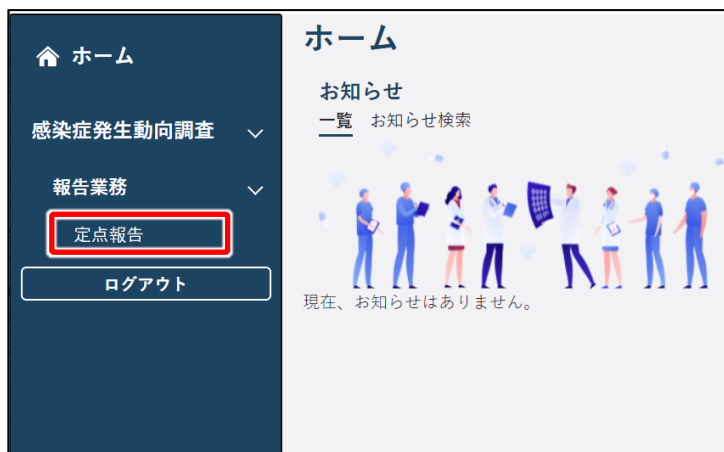 ホーム
感染症発生動向調査
報告業務
定点報告
ログアウト
ホーム
お知らせ
一覧 お知らせ検索
現在、お知らせはありません。